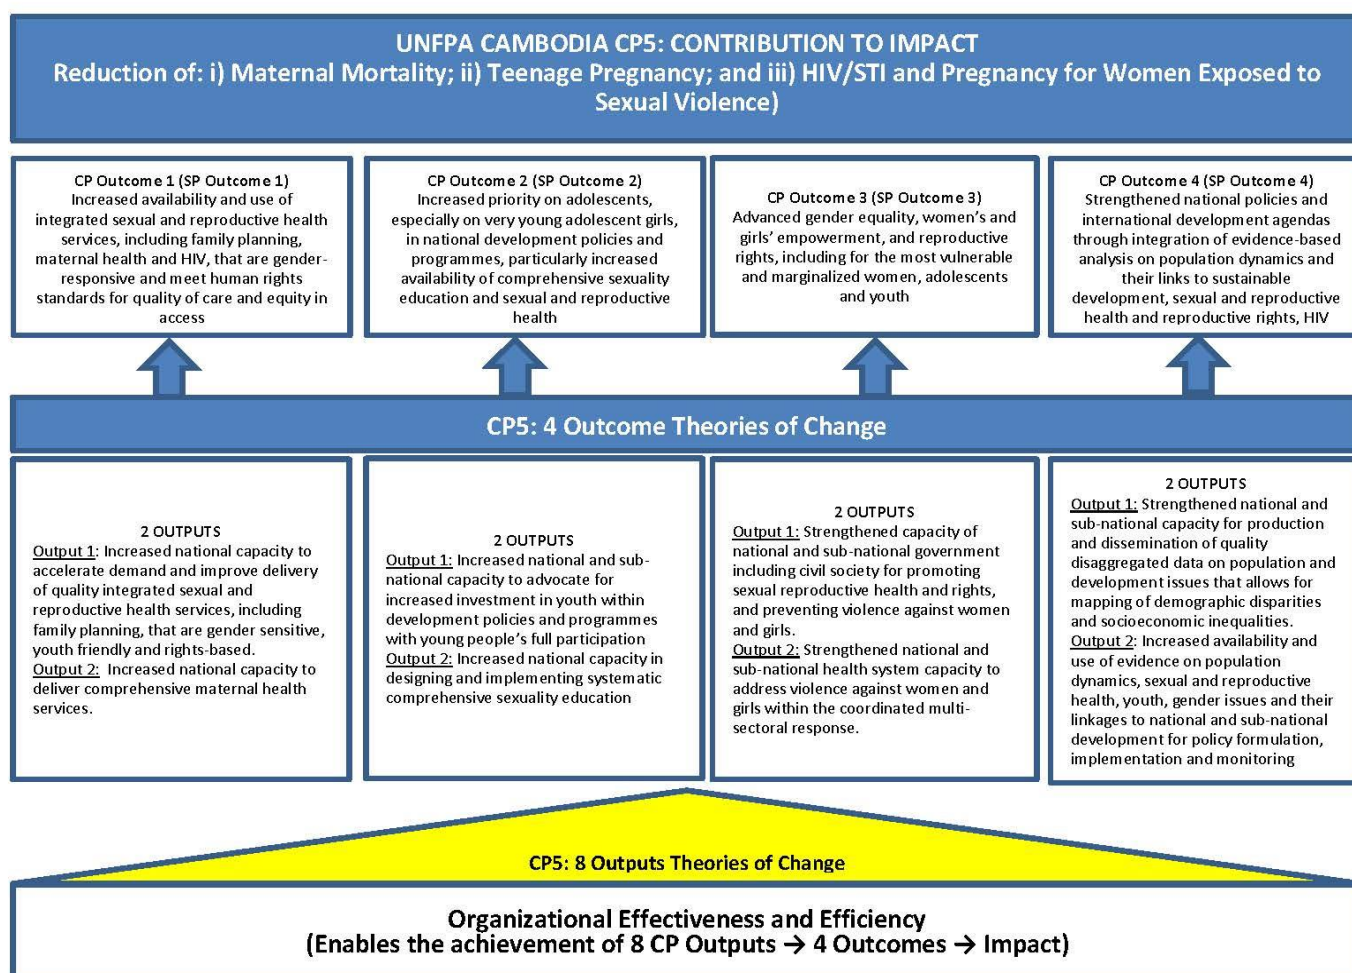 UNFPA CAMBODIA CP5: CONTRIBUTION TO IMPACT
Reduction of: i) Maternal Mortality; ii) Teenage Pregnancy; and iii) HIV/STI and Pregnancy for Women Exposed to
Sexual Violence)
CP Outcome 1 (SP Outcome 1)
Increased availability and use of
integrated sexual and reproductive health
services, including family planning,
maternal health and HIV, that are gender-
responsive and meet human rights
standards for quality of care and equity in
access
CP Outcome 2 (SP Outcome 2)
Increased priority on adolescents,
especially on very young adolescent girls,
in national development policies and
programmes, particularly increased
availability of comprehensive sexuality
education and sexual and reproductive
health
CP Outcome 3 (SP Outcome 3)
Advanced gender equality, women's and
girls' empowerment, and reproductive
rights, including for the most vulnerable
and marginalized women, adolescents
and youth
CP Outcome 4 (SP Outcome 4)
Strengthened national policies and
international development agendas
through integration of evidence-based
analysis on population dynamics and
their links to sustainable
development, sexual and reproductive
health and reproductive rights, HIV
CP5: 4 Outcome Theories of Change
2 OUTPUTS
Output 1: Increased national capacity to
accelerate demand and improve delivery
of quality integrated sexual and
reproductive health services, including
family planning, that are gender sensitive,
youth friendly and rights-based.
Output 2: Increased national capacity to
deliver comprehensive maternal health
services.
2 OUTPUTS
Output 1: Increased national and sub-
national capacity to advocate for
increased investment in youth within
development policies and programmes
with young people's full participation
Output 2: Increased national capacity in
designing and implementing systematic
comprehensive sexuality education
2 OUTPUTS
Output 1: Strengthened capacity of
national and sub-national government
including civil society for promoting
sexual reproductive health and rights,
and preventing violence against women
and girls.
Output 2: Strengthened national and
sub-national health system capacity to
address violence against women and
girls within the coordinated multi-
sectoral response.
2 OUTPUTS
Output 1: Strengthened national and
sub-national capacity for production
and dissemination of quality
disaggregated data on population and
development issues that allows for
mapping of demographic disparities
and socioeconomic inequalities.
Output 2: Increased availability and
use of evidence on population
dynamics, sexual and reproductive
health, youth, gender issues and their
linkages to national and sub-national
development for policy formulation,
implementation and monitoring
CP5: 8 Outputs Theories of Change
Organizational Effectiveness and Efficiency
(Enables the achievement of 8 CP Outputs → 4 Outcomes → Impact)